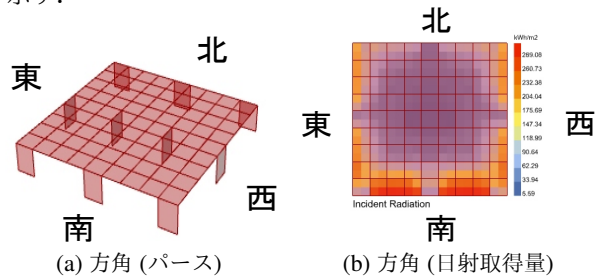 北
東
西
南
(a) 方角 (パース)
北
東
西
南
kWh/m2
289.08
260.73
232.38
204.04
175.69
147.34
118.99
90.64
62.29
33.94
5.59
Incident Radiation
(b) 方角 (日射取得量)